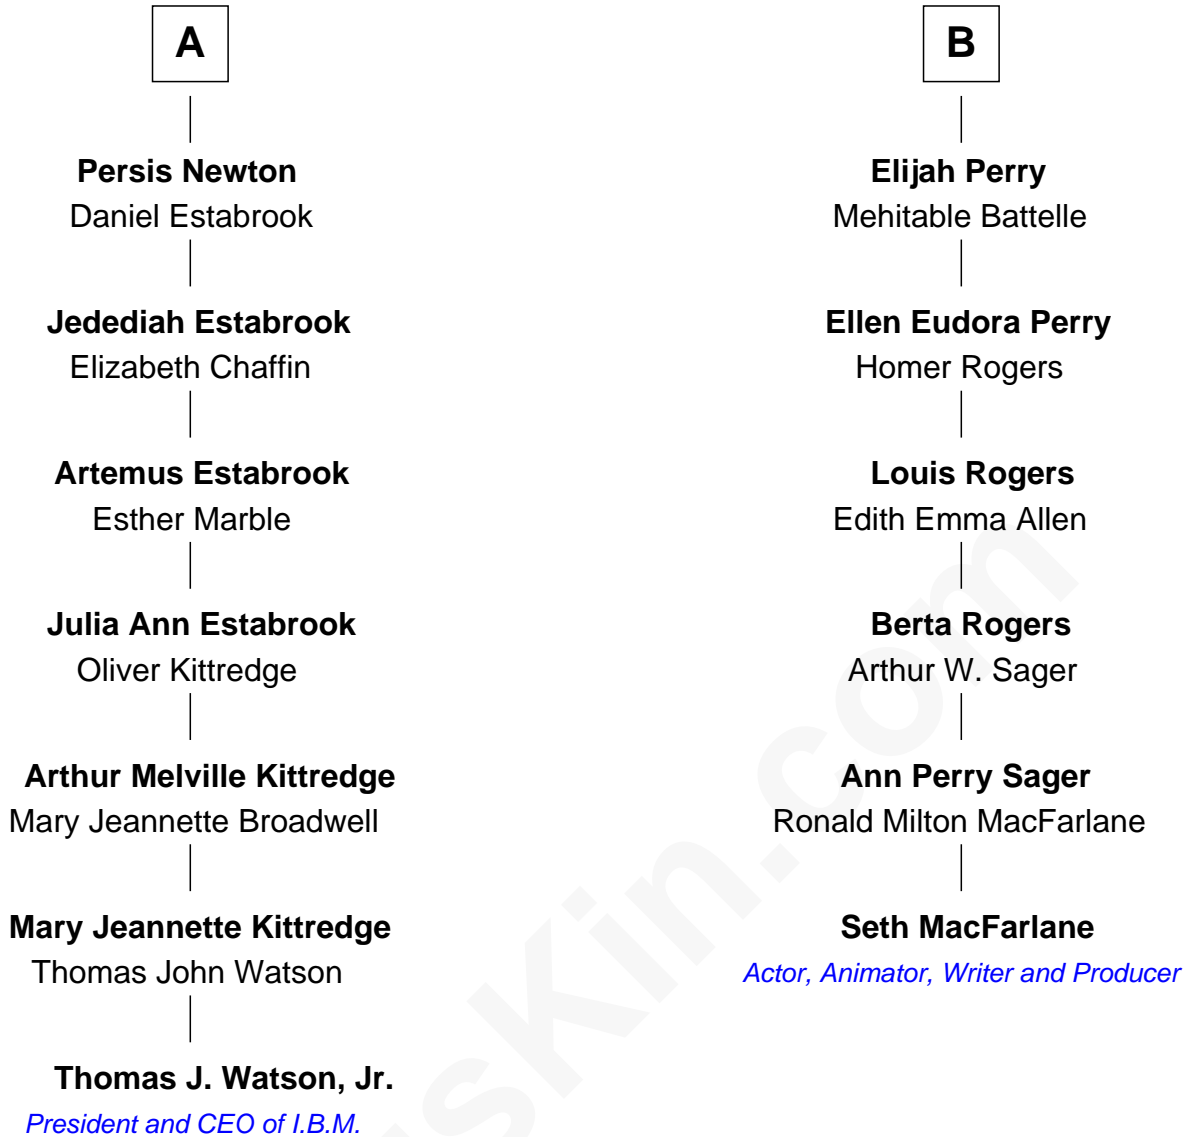 A
Persis Newton
Daniel Estabrook
Jedediah Estabrook
Elizabeth Chaffin
Artemus Estabrook
Esther Marble
Julia Ann Estabrook
Oliver Kittredge
Arthur Melville Kittredge
Mary Jeannette Broadwell
Mary Jeannette Kittredge
Thomas John Watson
Thomas J. Watson, Jr.
President and CEO of I.B.M.
B
Elijah Perry
Mehitable Battelle
Ellen Eudora Perry
Homer Rogers
Louis Rogers
Edith Emma Allen
Berta Rogers
Arthur W. Sager
Ann Perry Sager
Ronald Milton MacFarlane
Seth MacFarlane
Actor, Animator, Writer and Producer